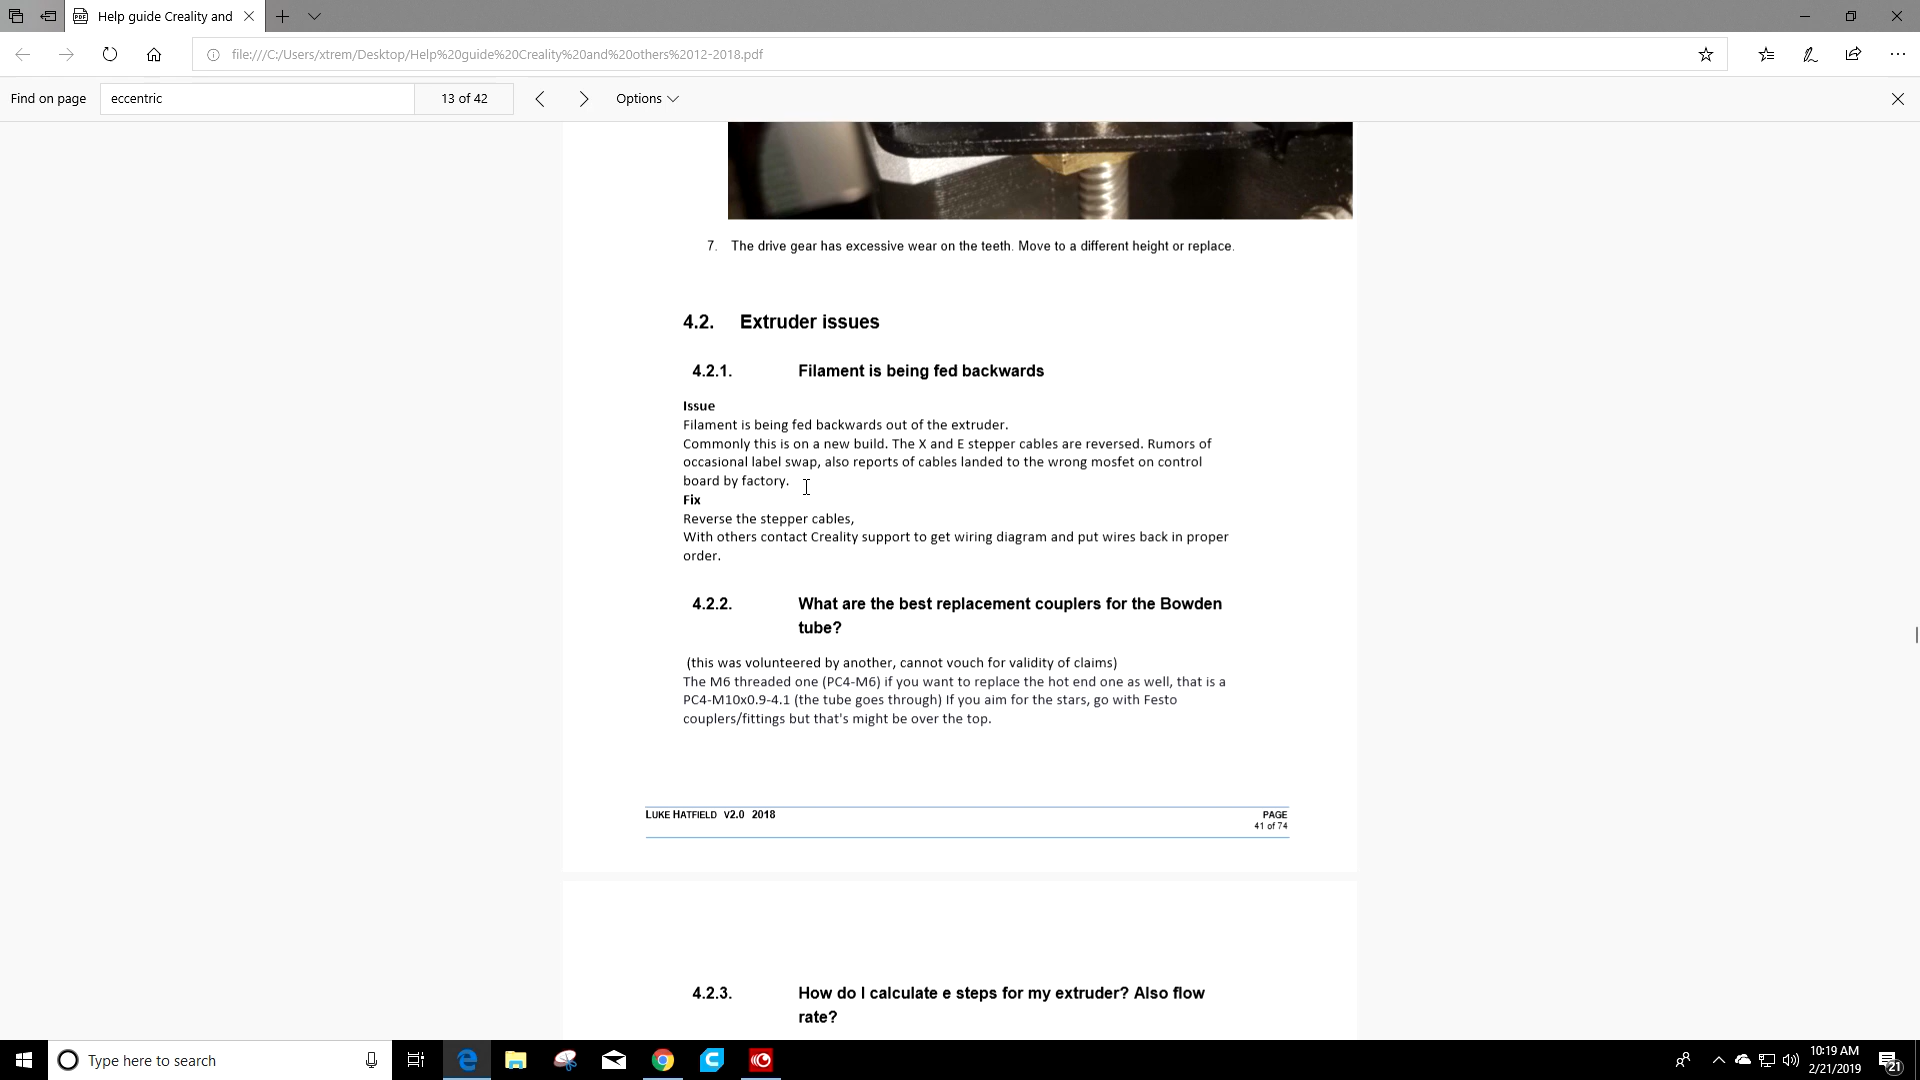 Help guide Creality and
file:///C:/Users/xtrem/Desktop/Help%20guide%20Creality%20and%20others%2012-2018.pdf
Find on page
eccentric
13 of 42
Options
7. The drive gear has excessive wear on the teeth. Move to a different height or replace.
4.2. Extruder issues
4.2.1. Filament is being fed backwards
Issue
Filament is being fed backwards out of the extruder.
Commonly this is on a new build. The X and E stepper cables are reversed. Rumors of
occasional label swap, also reports of cables landed to the wrong mosfet on control
board by factory.
Fix
Reverse the stepper cables,
With others contact Creality support to get wiring diagram and put wires back in proper
order.
4.2.2. What are the best replacement couplers for the Bowden
tube?
(this was volunteered by another, cannot vouch for validity of claims)
The M6 threaded one (PC4-M6) if you want to replace the hot end one as well, that is a
PC4-M10x0.9-4.1 (the tube goes through) If you aim for the stars, go with Festo
couplers/fittings but that's might be over the top.
LUKE HATFIELD V2.0 2018
PAGE
41 of 74
4.2.3. How do I calculate e steps for my extruder? Also flow
rate?
Type here to search
10:19 AM
2/21/2019
21